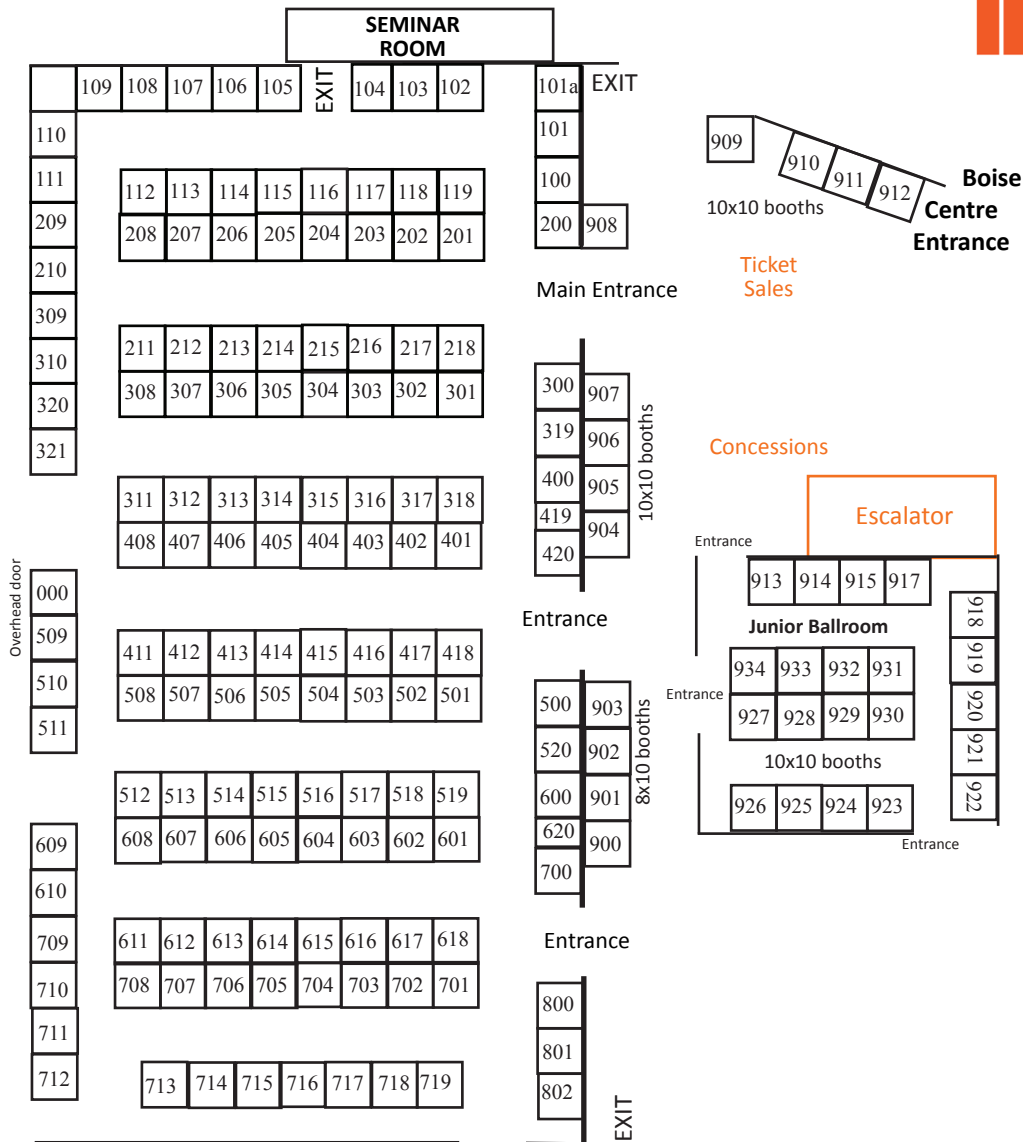 SEMINAR
ROOM
109 108 107 106 105 EXIT 104 103 102 101a EXIT
110
111
209
210
309
310
320
321
101
100
200 908
112 113 114 115 116 117 118 119
208 207 206 205 204 203 202 201
909 910 911 912
10x10 booths
Boise
Centre
Entrance
Ticket
Sales
Main Entrance
211 212 213 214 215 216 217 218
308 307 306 305 304 303 302 301
300
319
400
419
420
907
906
905
904
10x10 booths
Concessions
Escalator
311 312 313 314 315 316 317 318
408 407 406 405 404 403 402 401
Overhead door
000
509
510
511
Entrance
Entrance
913 914 915 917
Junior Ballroom
934 933 932 931
Entrance
927 928 929 930
10x10 booths
926 925 924 923
Entrance
918
919
920
921
922
411 412 413 414 415 416 417 418
508 507 506 505 504 503 502 501
500
520
600
620
700
903
902
901
900
8x10 booths
512 513 514 515 516 517 518 519
608 607 606 605 604 603 602 601
609
610
709
710
711
712
611 612 613 614 615 616 617 618
708 707 706 705 704 703 702 701
Entrance
800
801
802
EXIT
713 714 715 716 717 718 719